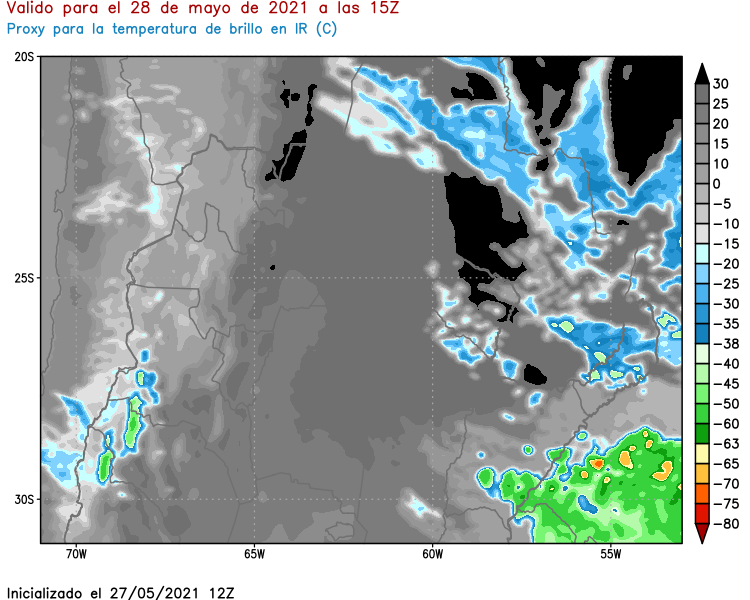 Valido para el 28 de mayo de 2021 a las 15Z
Proxy para la temperatura de brillo en IR (C)
20S
25S
30S
70W
65W
60W
55W
30
25
20
15
10
0
−5
−10
−15
−20
−25
−30
−35
−38
−40
−45
−50
−60
−63
−65
−70
−75
−80
Inicializado el 27/05/2021 12Z